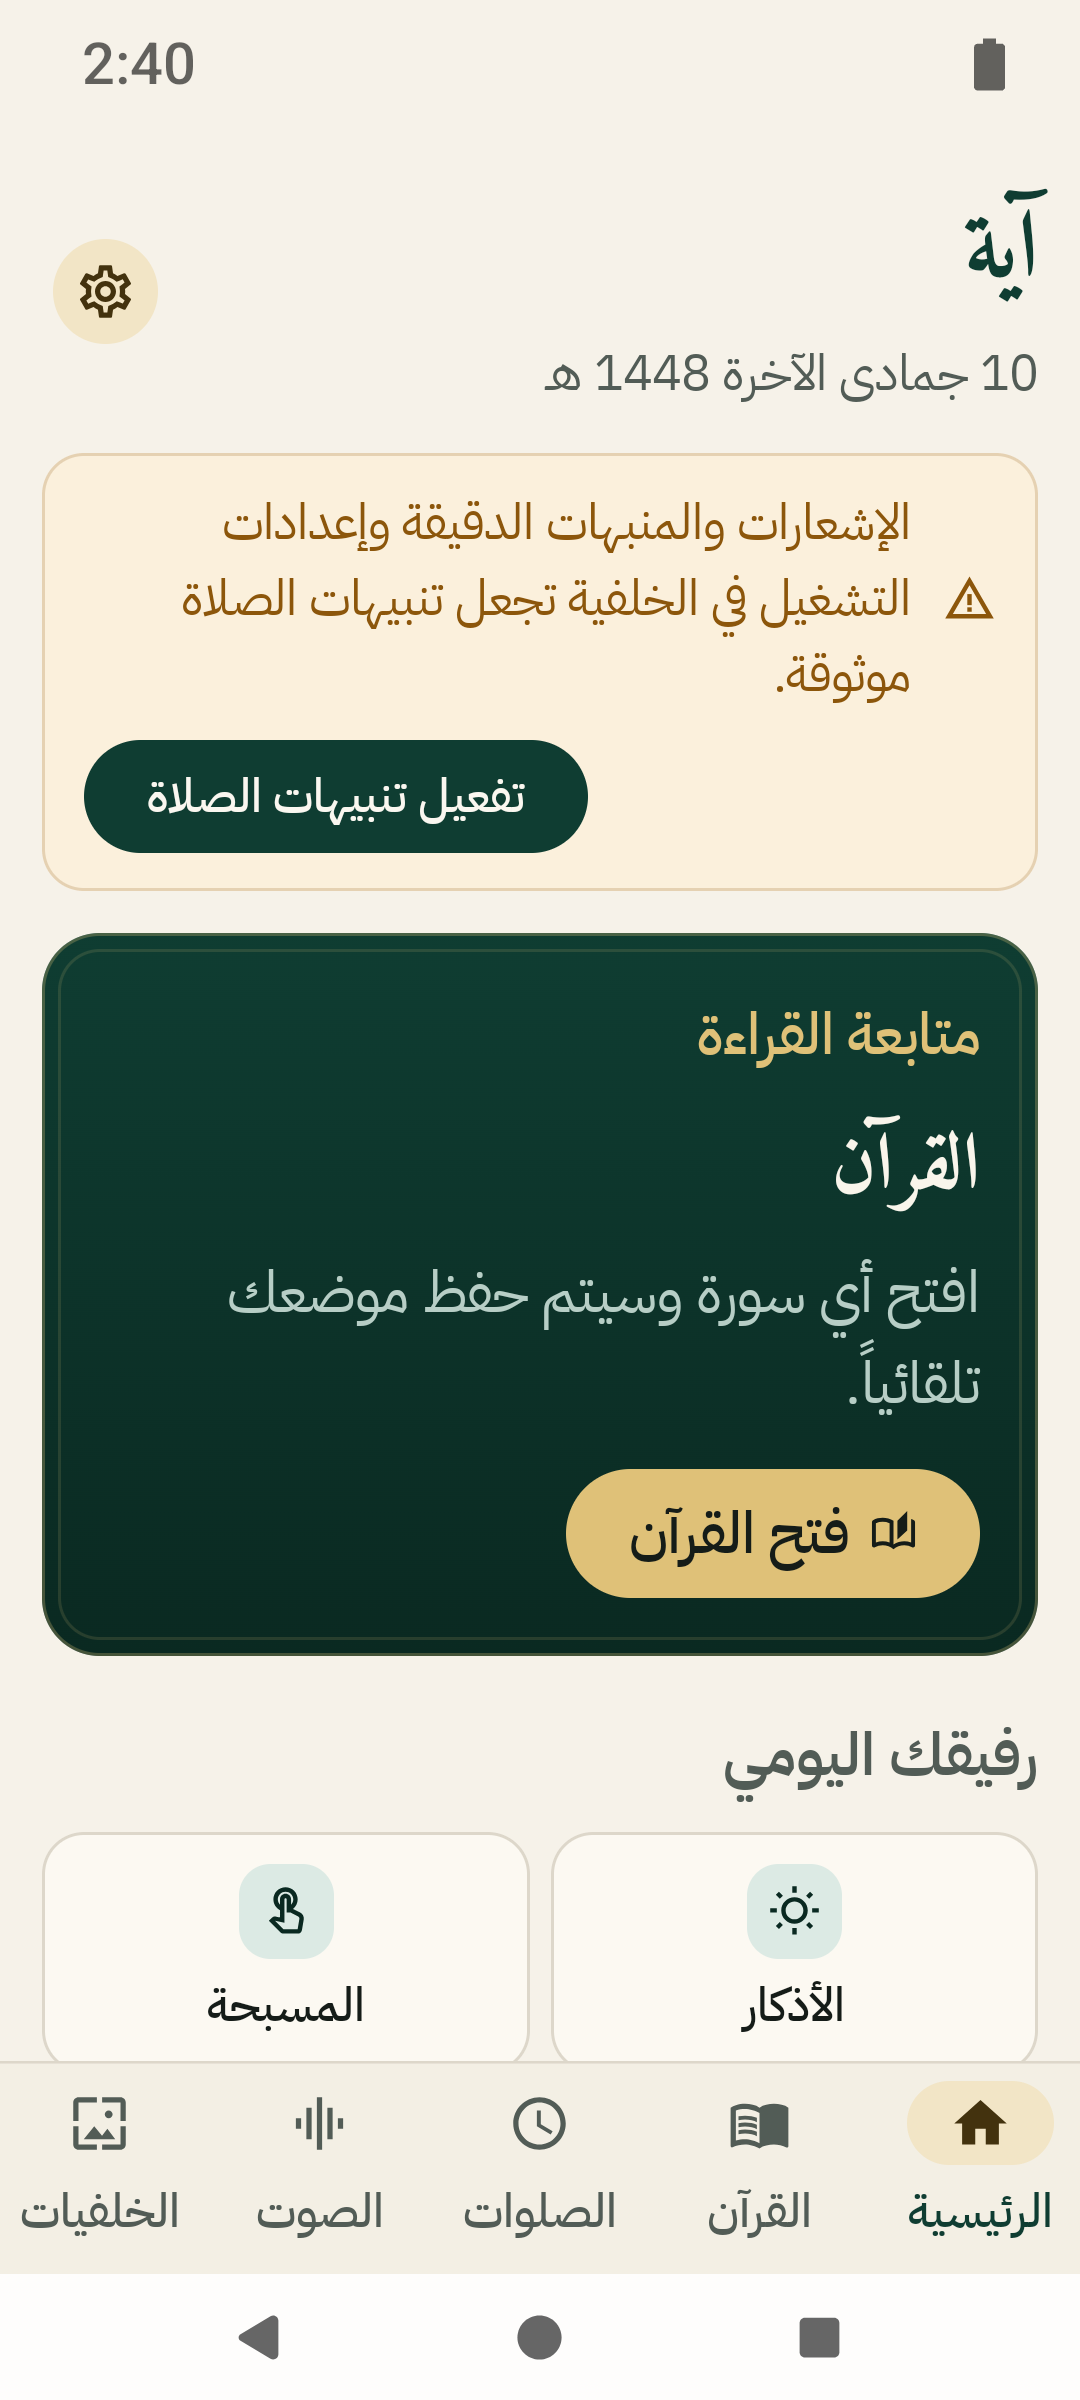 2:40
آية
10 جمادى الآخرة 1448 هـ
الإشعارات والمنبهات الدقيقة وإعدادات
التشغيل في الخلفية تجعل تنبيهات الصلاة
موثوقة.
تفعيل تنبيهات الصلاة
متابعة القراءة
القرآن
افتح أي سورة وسيتم حفظ موضعك
تلقائياً.
فتح القرآن
رفيقك اليومي
الأذكار
المسبحة
الرئيسية
القرآن
الصلوات
الصوت
الخلفيات